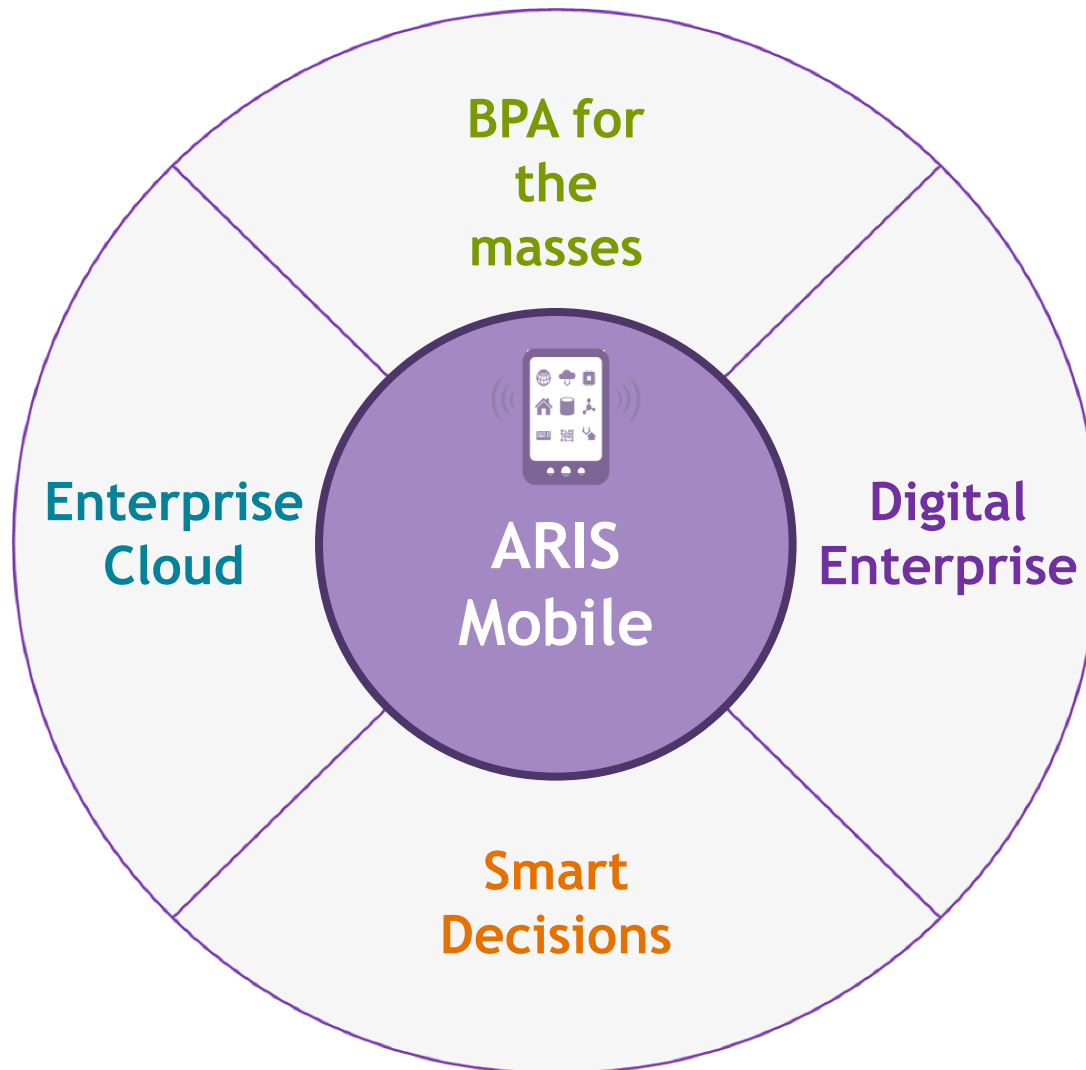 BPA for
the
masses
Enterprise
Cloud
ARIS
Mobile
Digital
Enterprise
Smart
Decisions